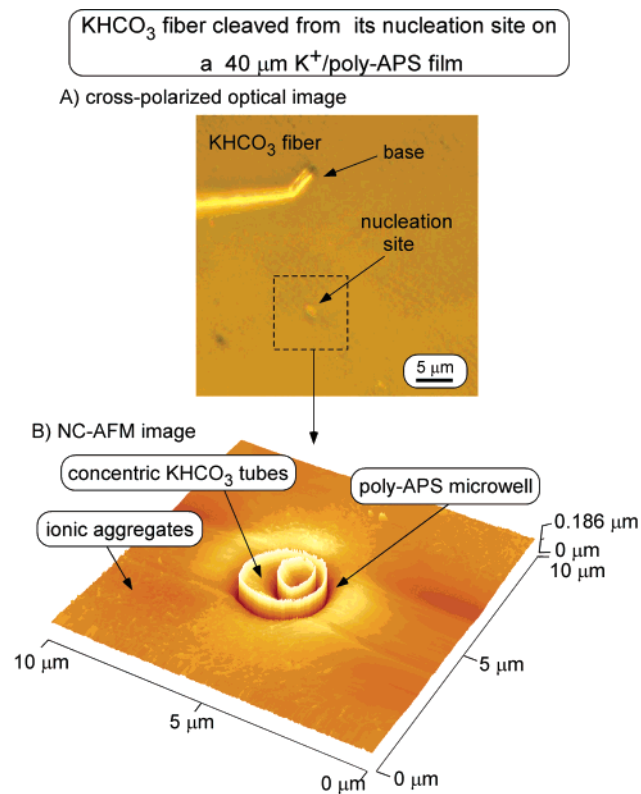 KHCO₃ fiber cleaved from its nucleation site on
a 40 μm K⁺/poly-APS film
A) cross-polarized optical image
KHCO₃ fiber
base
nucleation
site
5 μm
B) NC-AFM image
concentric KHCO₃ tubes
poly-APS microwell
ionic aggregates
0.186 μm
0 μm
10 μm
10 μm
5 μm
5 μm
0 μm
0 μm